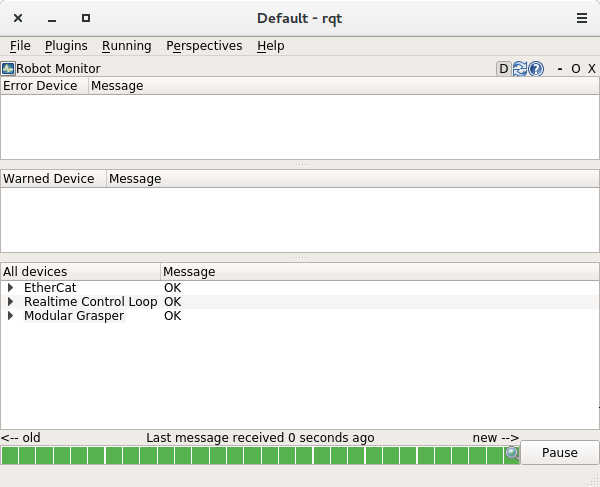 Default - rqt
File Plugins Running Perspectives Help
Robot Monitor D ? - O X
Error Device Message
Warned Device Message
All devices Message
EtherCat OK
Realtime Control Loop OK
Modular Grasper OK
<-- old Last message received 0 seconds ago new -->
Pause